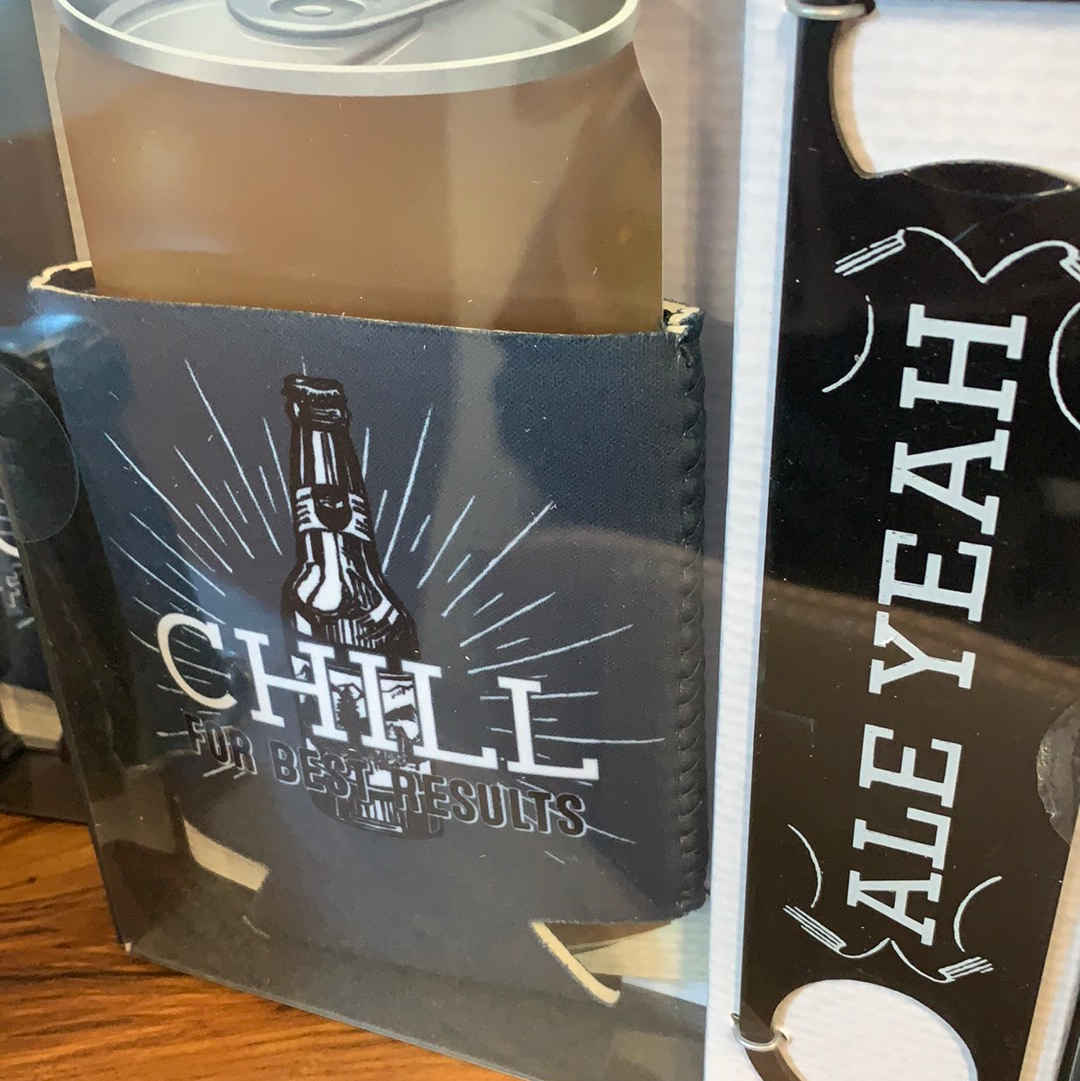 CHILL
FOR BEST RESULTS
ALE YEAH